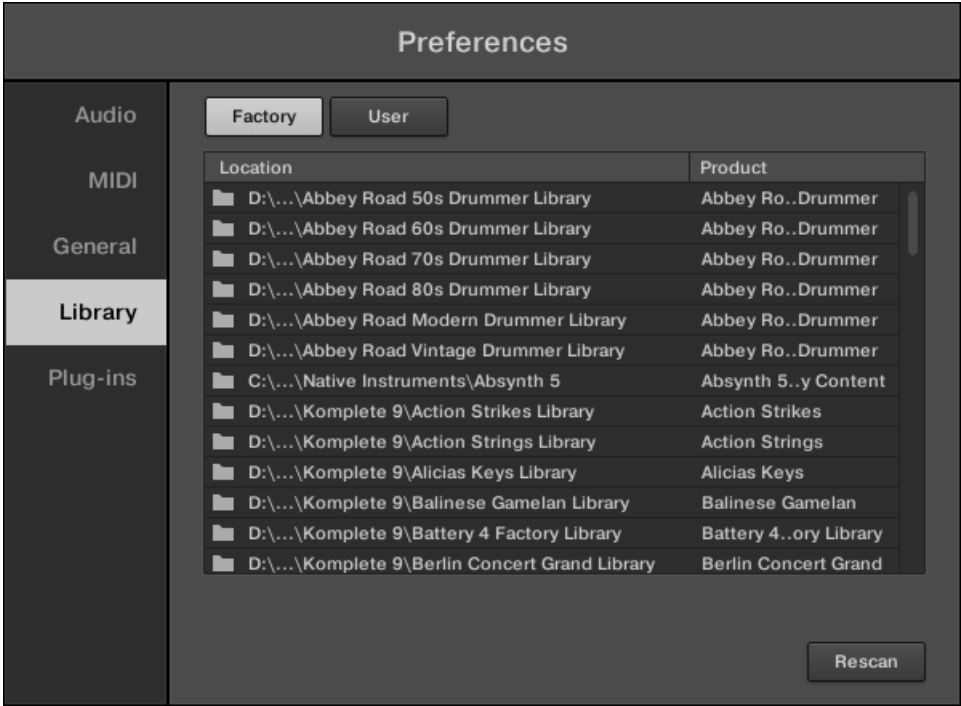 Preferences
Audio
MIDI
General
Library
Plug-ins
Factory User
Location Product
D:\...\Abbey Road 50s Drummer Library Abbey Ro..Drummer
D:\...\Abbey Road 60s Drummer Library Abbey Ro..Drummer
D:\...\Abbey Road 70s Drummer Library Abbey Ro..Drummer
D:\...\Abbey Road 80s Drummer Library Abbey Ro..Drummer
D:\...\Abbey Road Modern Drummer Library Abbey Ro..Drummer
D:\...\Abbey Road Vintage Drummer Library Abbey Ro..Drummer
C:\...\Native Instruments\Absynth 5 Absynth 5..y Content
D:\...\Komplete 9\Action Strikes Library Action Strikes
D:\...\Komplete 9\Action Strings Library Action Strings
D:\...\Komplete 9\Alicias Keys Library Alicias Keys
D:\...\Komplete 9\Balinese Gamelan Library Balinese Gamelan
D:\...\Komplete 9\Battery 4 Factory Library Battery 4..ory Library
D:\...\Komplete 9\Berlin Concert Grand Library Berlin Concert Grand
Rescan